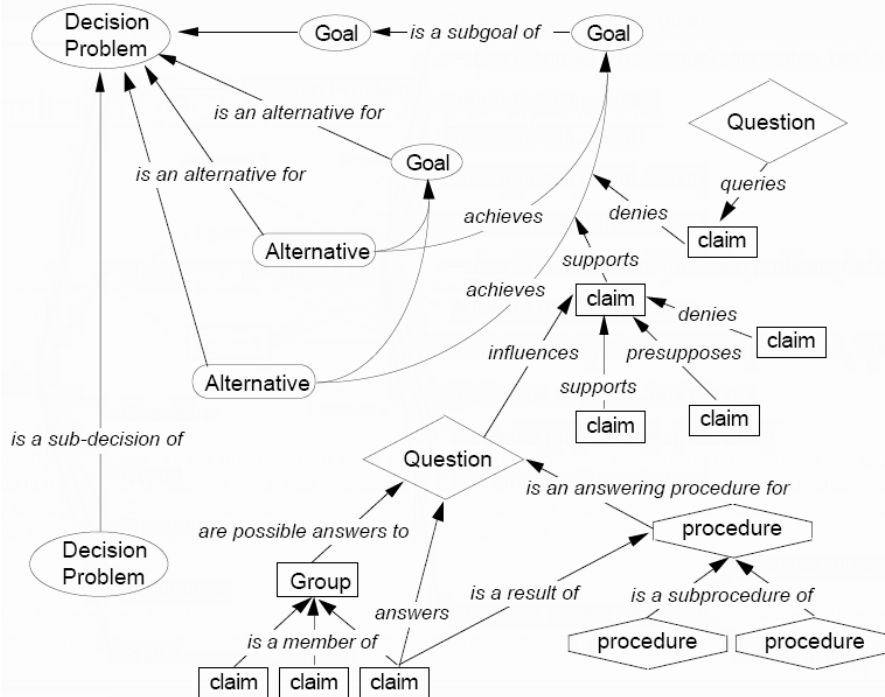 Decision
Problem
Goal
is a subgoal of
Goal
is an alternative for
Question
Goal
is an alternative for
queries
achieves
denies
claim
Alternative
supports
achieves
claim
denies
influences
presupposes
claim
Alternative
supports
claim
claim
is a sub-decision of
Question
is an answering procedure for
are possible answers to
procedure
Decision
Problem
Group
is a result of
is a subprocedure of
answers
is a member of
procedure
procedure
claim
claim
claim